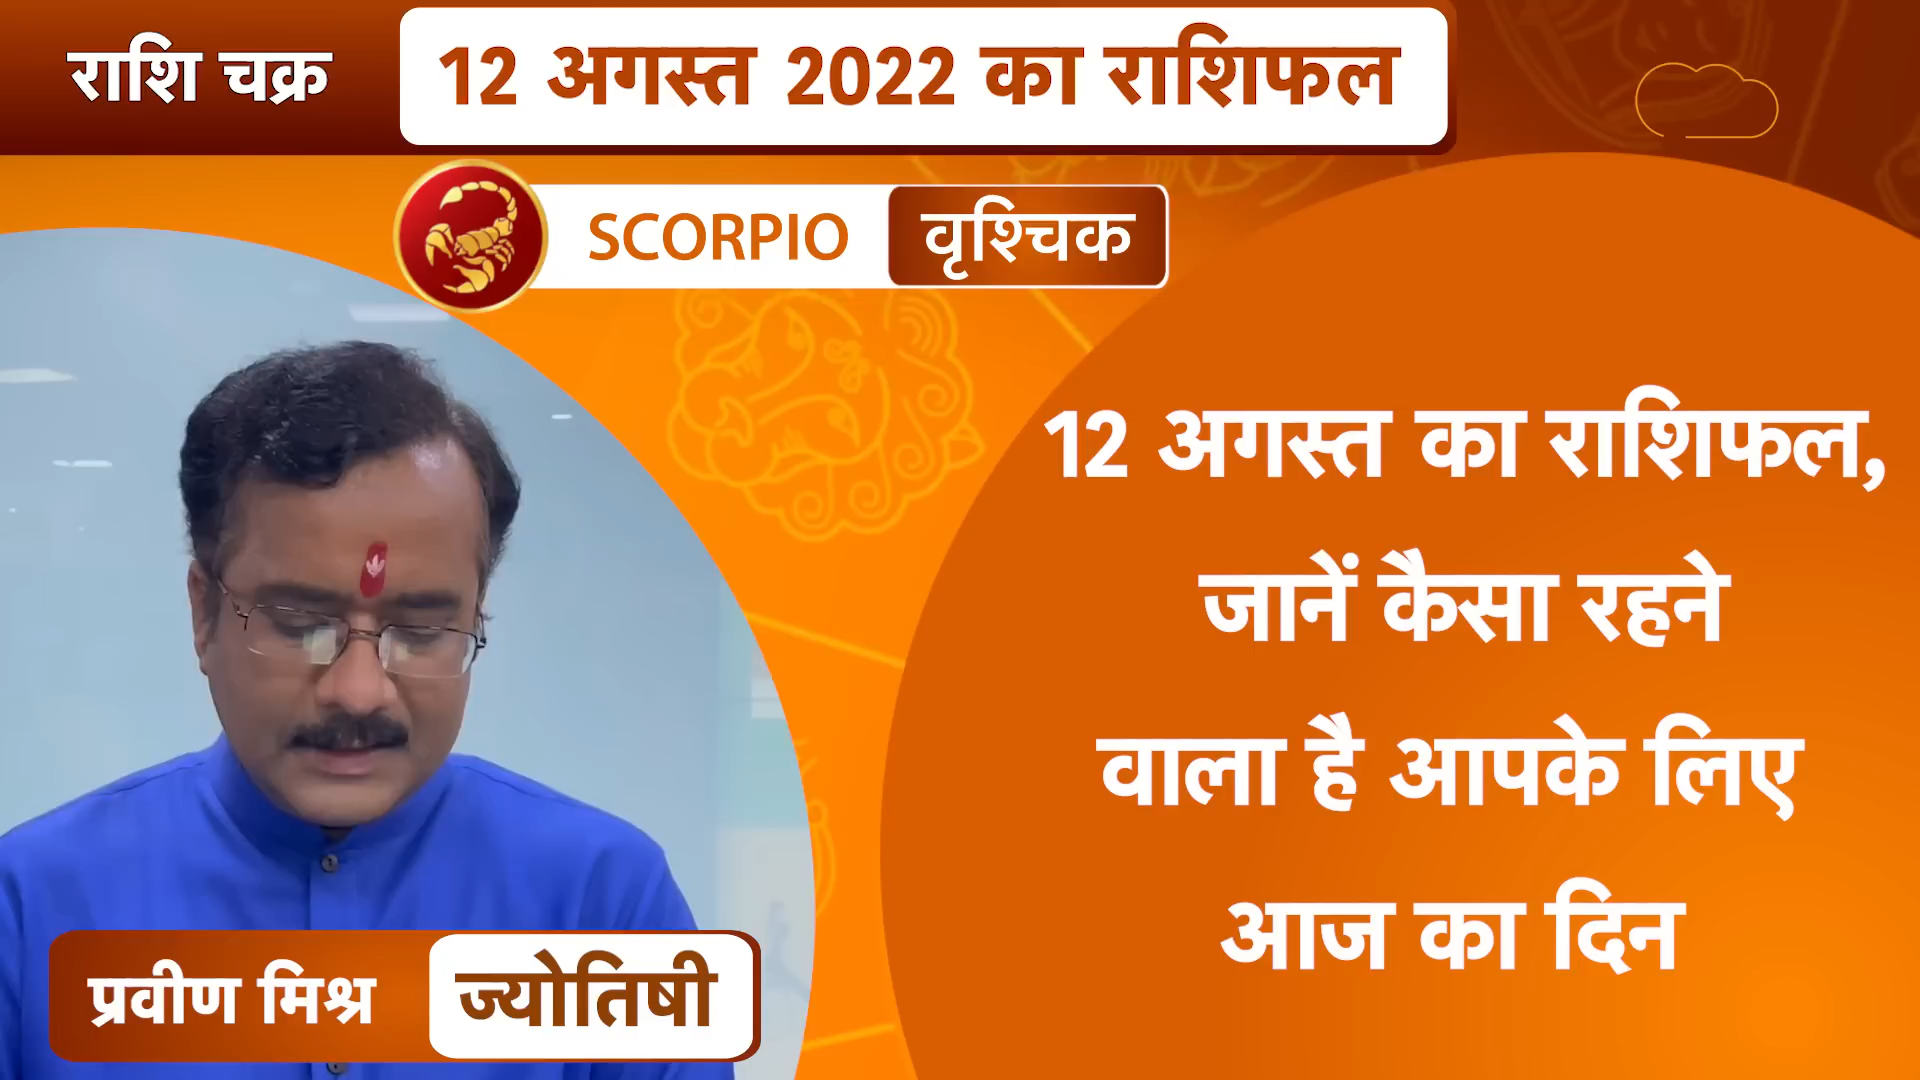 राशि चक्र
12 अगस्त 2022 का राशिफल
SCORPIO वृश्चिक
12 अगस्त का राशिफल,
जानें कैसा रहने
वाला है आपके लिए
आज का दिन
प्रवीण मिश्र ज्योतिषी